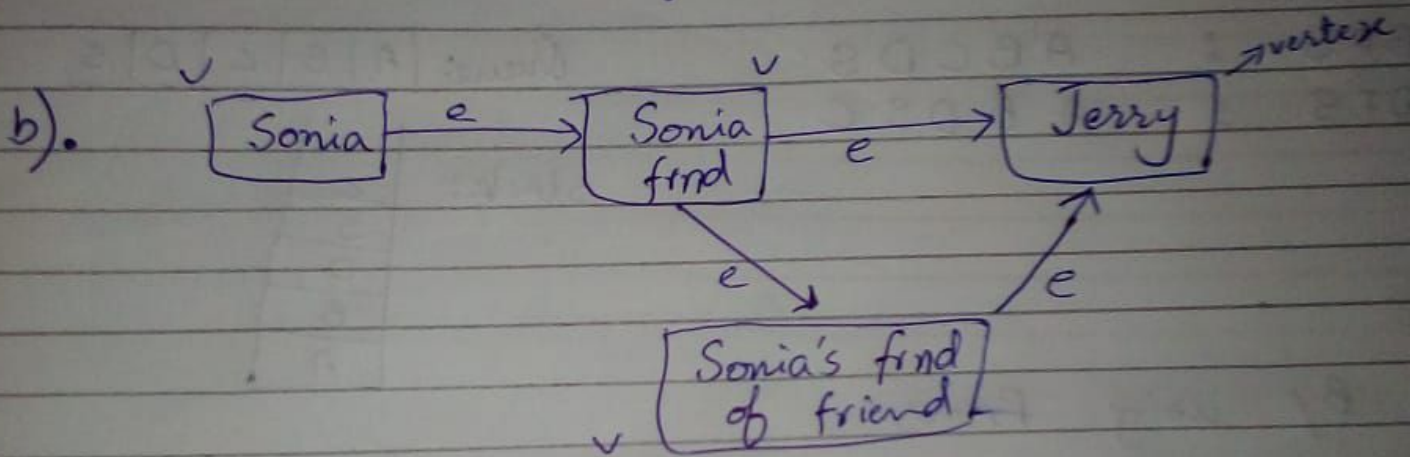 vertex
v v
b). Sonia e Sonia frnd e Jerry
e e
Sonia's frnd
of friend
v